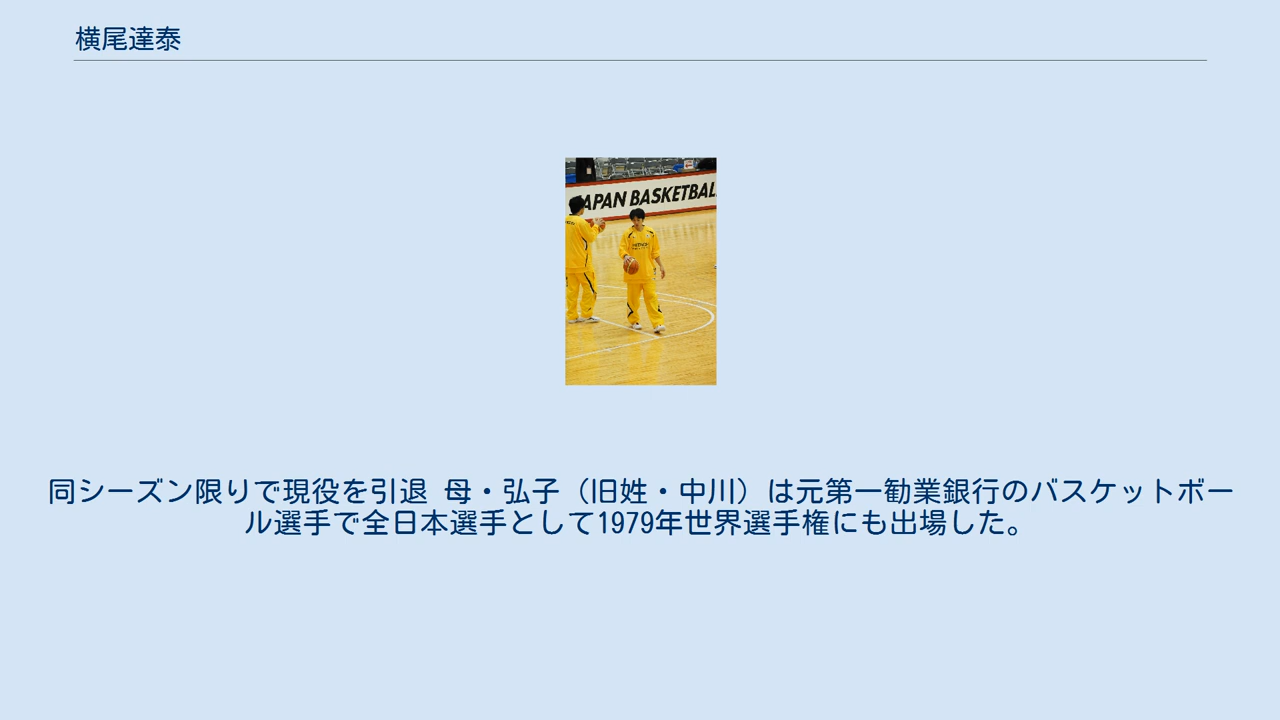 横尾達泰
JAPAN BASKETBAL
HITACHI
同シーズン限りで現役を引退 母・弘子（旧姓・中川）は元第一勧業銀行のバスケットボー
ル選手で全日本選手として1979年世界選手権にも出場した。